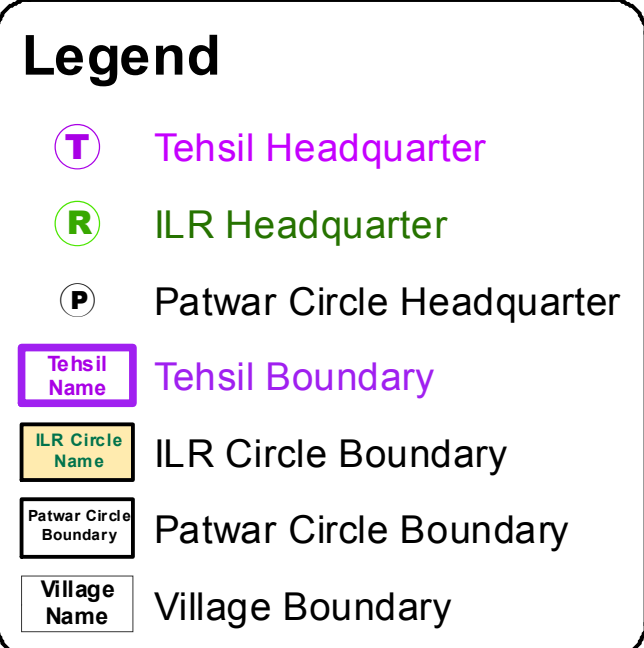 Legend
T Tehsil Headquarter
R ILR Headquarter
P Patwar Circle Headquarter
Tehsil
Name
Tehsil Boundary
ILR Circle
Name
ILR Circle Boundary
Patwar Circle
Boundary
Patwar Circle Boundary
Village
Name
Village Boundary